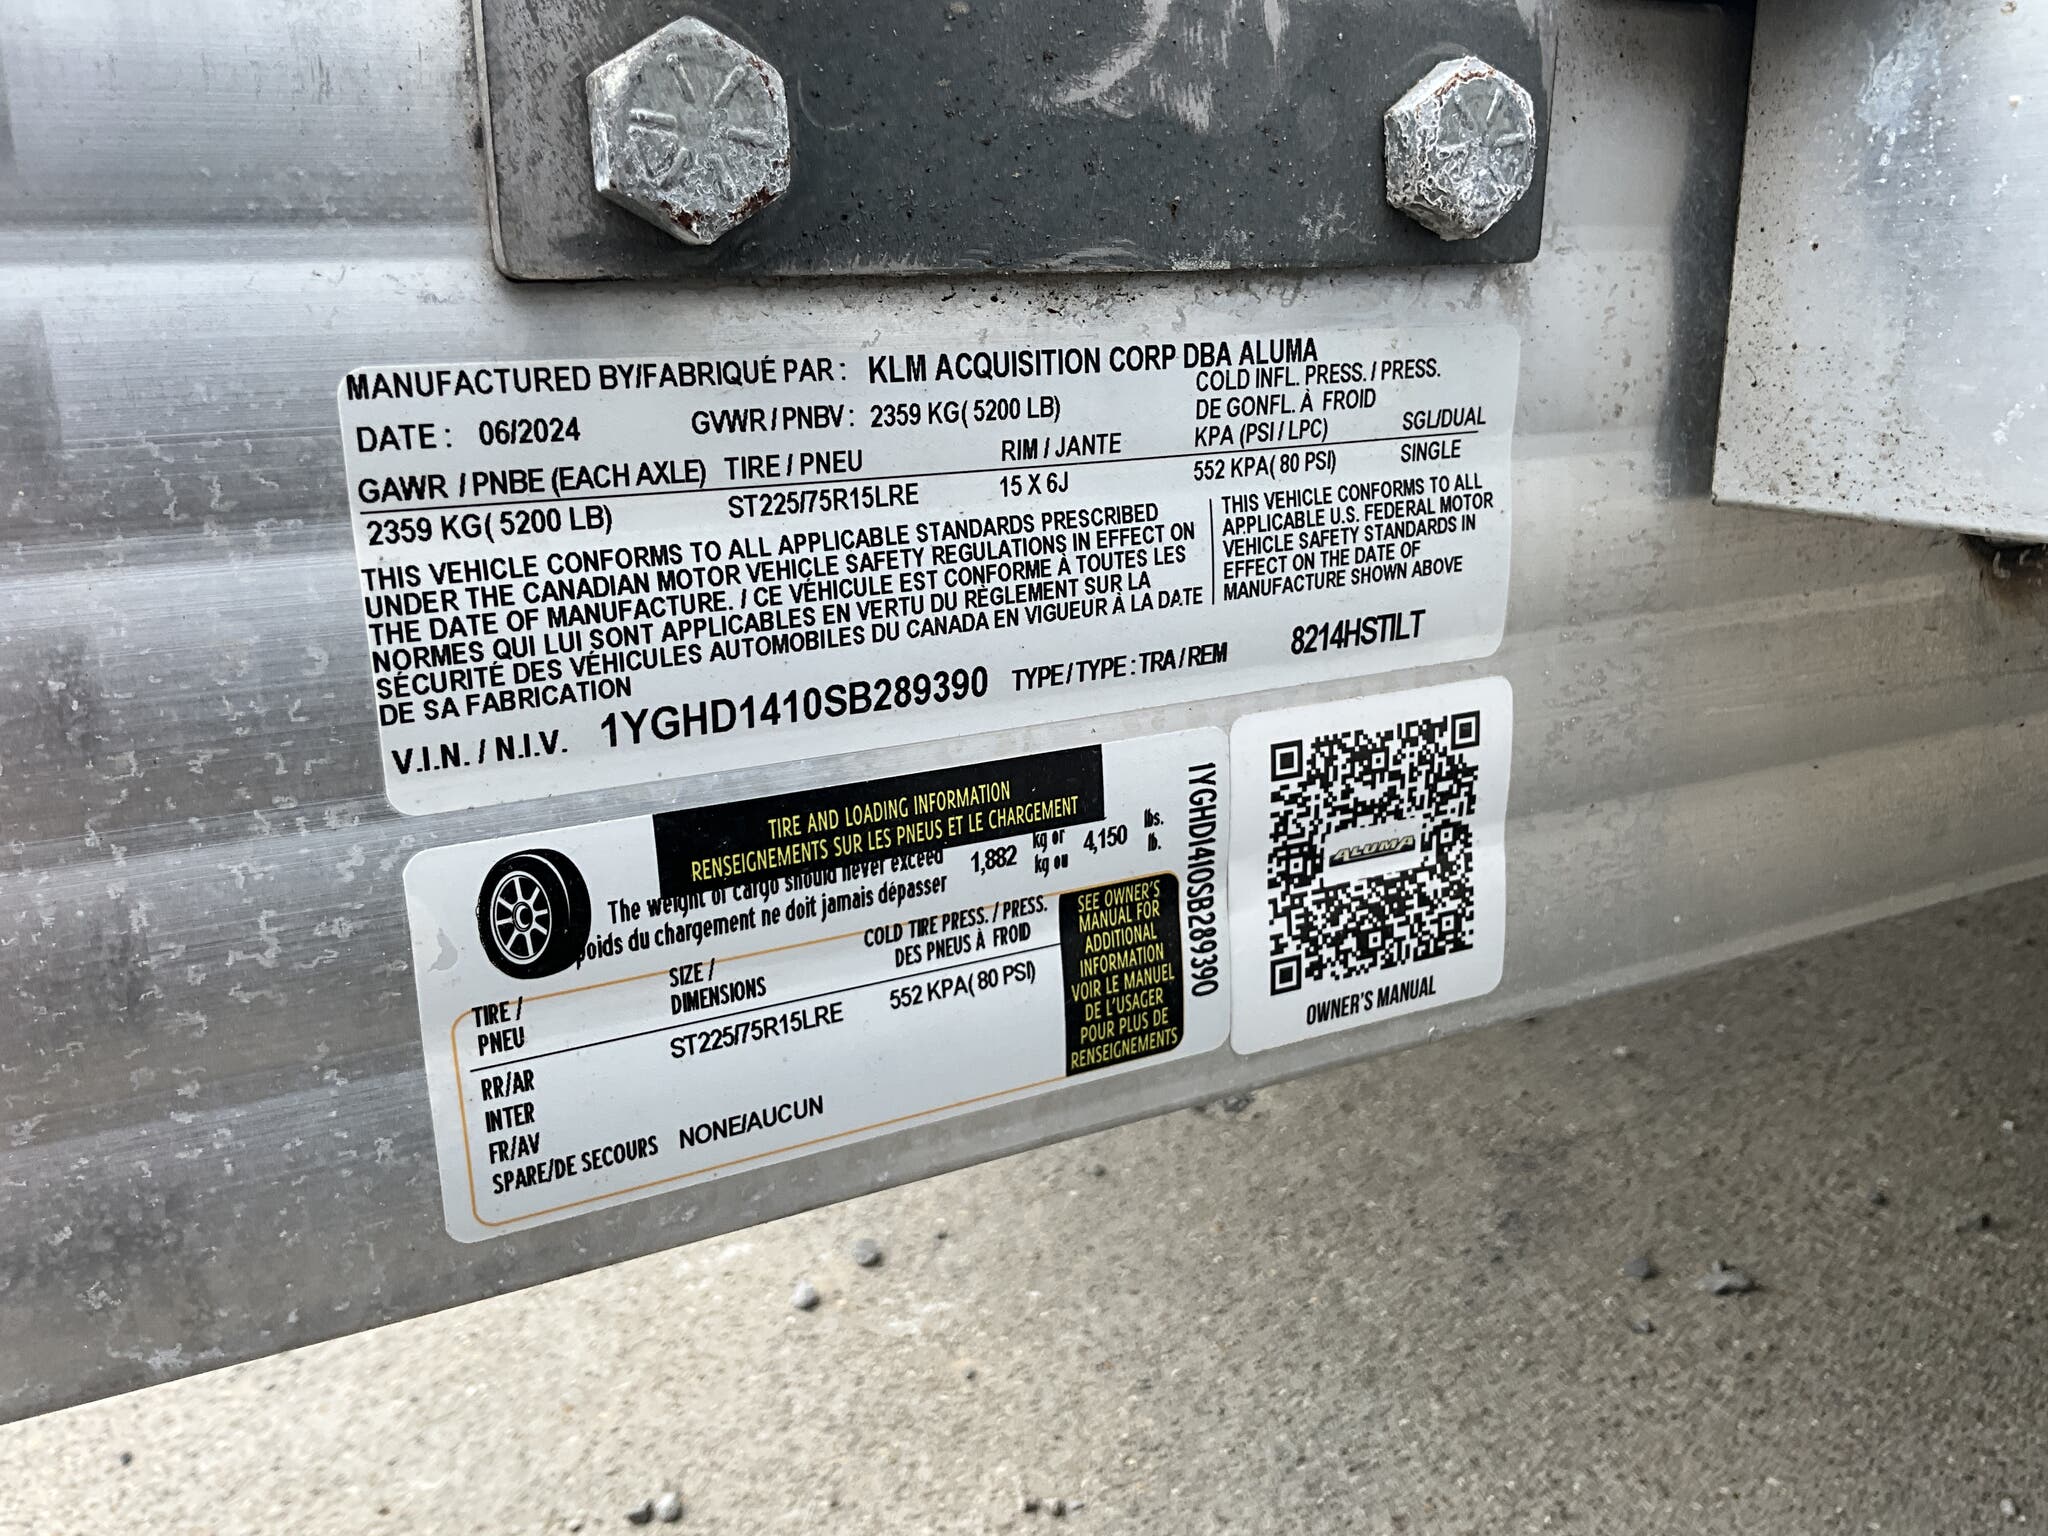 MANUFACTURED BY/FABRIQUÉ PAR: KLM ACQUISITION CORP DBA ALUMA
DATE: 06/2024 GVWR / PNBV: 2359 KG( 5200 LB)
COLD INFL. PRESS. / PRESS.
DE GONFL. À FROID
GAWR / PNBE (EACH AXLE) TIRE / PNEU RIM / JANTE KPA (PSI / LPC) SGL/DUAL
2359 KG( 5200 LB) ST225/75R15LRE 15 X 6J 552 KPA( 80 PSI) SINGLE
THIS VEHICLE CONFORMS TO ALL APPLICABLE STANDARDS PRESCRIBED
UNDER THE CANADIAN MOTOR VEHICLE SAFETY REGULATIONS IN EFFECT ON
THE DATE OF MANUFACTURE. / CE VÉHICULE EST CONFORME À TOUTES LES
NORMES QUI LUI SONT APPLICABLES EN VERTU DU RÈGLEMENT SUR LA
SÉCURITÉ DES VÉHICULES AUTOMOBILES DU CANADA EN VIGUEUR À LA DATE
DE SA FABRICATION
THIS VEHICLE CONFORMS TO ALL
APPLICABLE U.S. FEDERAL MOTOR
VEHICLE SAFETY STANDARDS IN
EFFECT ON THE DATE OF
MANUFACTURE SHOWN ABOVE
V.I.N. / N.I.V. 1YGHD1410SB289390 TYPE / TYPE : TRA / REM 8214HSTILT
TIRE AND LOADING INFORMATION
RENSEIGNEMENTS SUR LES PNEUS ET LE CHARGEMENT
The weight of cargo should never exceed 1,882 kg or 4,150 lbs.
poids du chargement ne doit jamais dépasser kg ou lb.
TIRE / SIZE / COLD TIRE PRESS. / PRESS.
PNEU DIMENSIONS DES PNEUS À FROID
RR/AR ST225/75R15LRE 552 KPA( 80 PSI)
INTER
FR/AV
SPARE/DE SECOURS NONE/AUCUN
SEE OWNER'S
MANUAL FOR
ADDITIONAL
INFORMATION
VOIR LE MANUEL
DE L'USAGER
POUR PLUS DE
RENSEIGNEMENTS
1YGHD1410SB289390
ALUMA
OWNER'S MANUAL